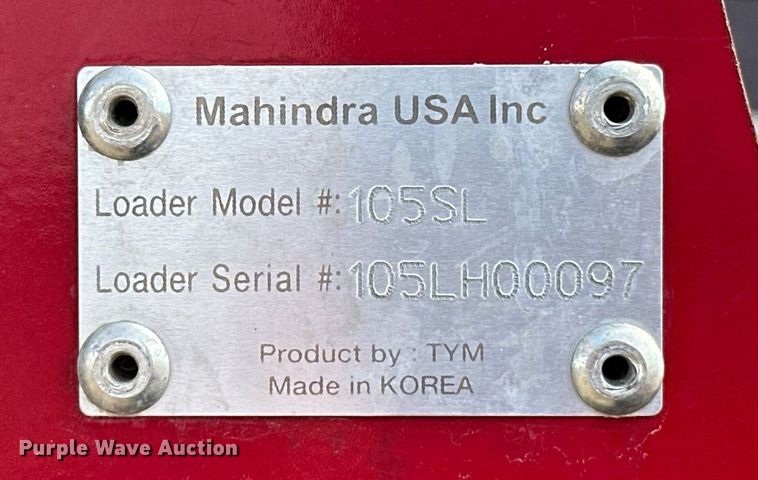 Mahindra USA Inc
Loader Model #: 105SL
Loader Serial #: 105LH00097
Product by : TYM
Made in KOREA
Purple Wave Auction